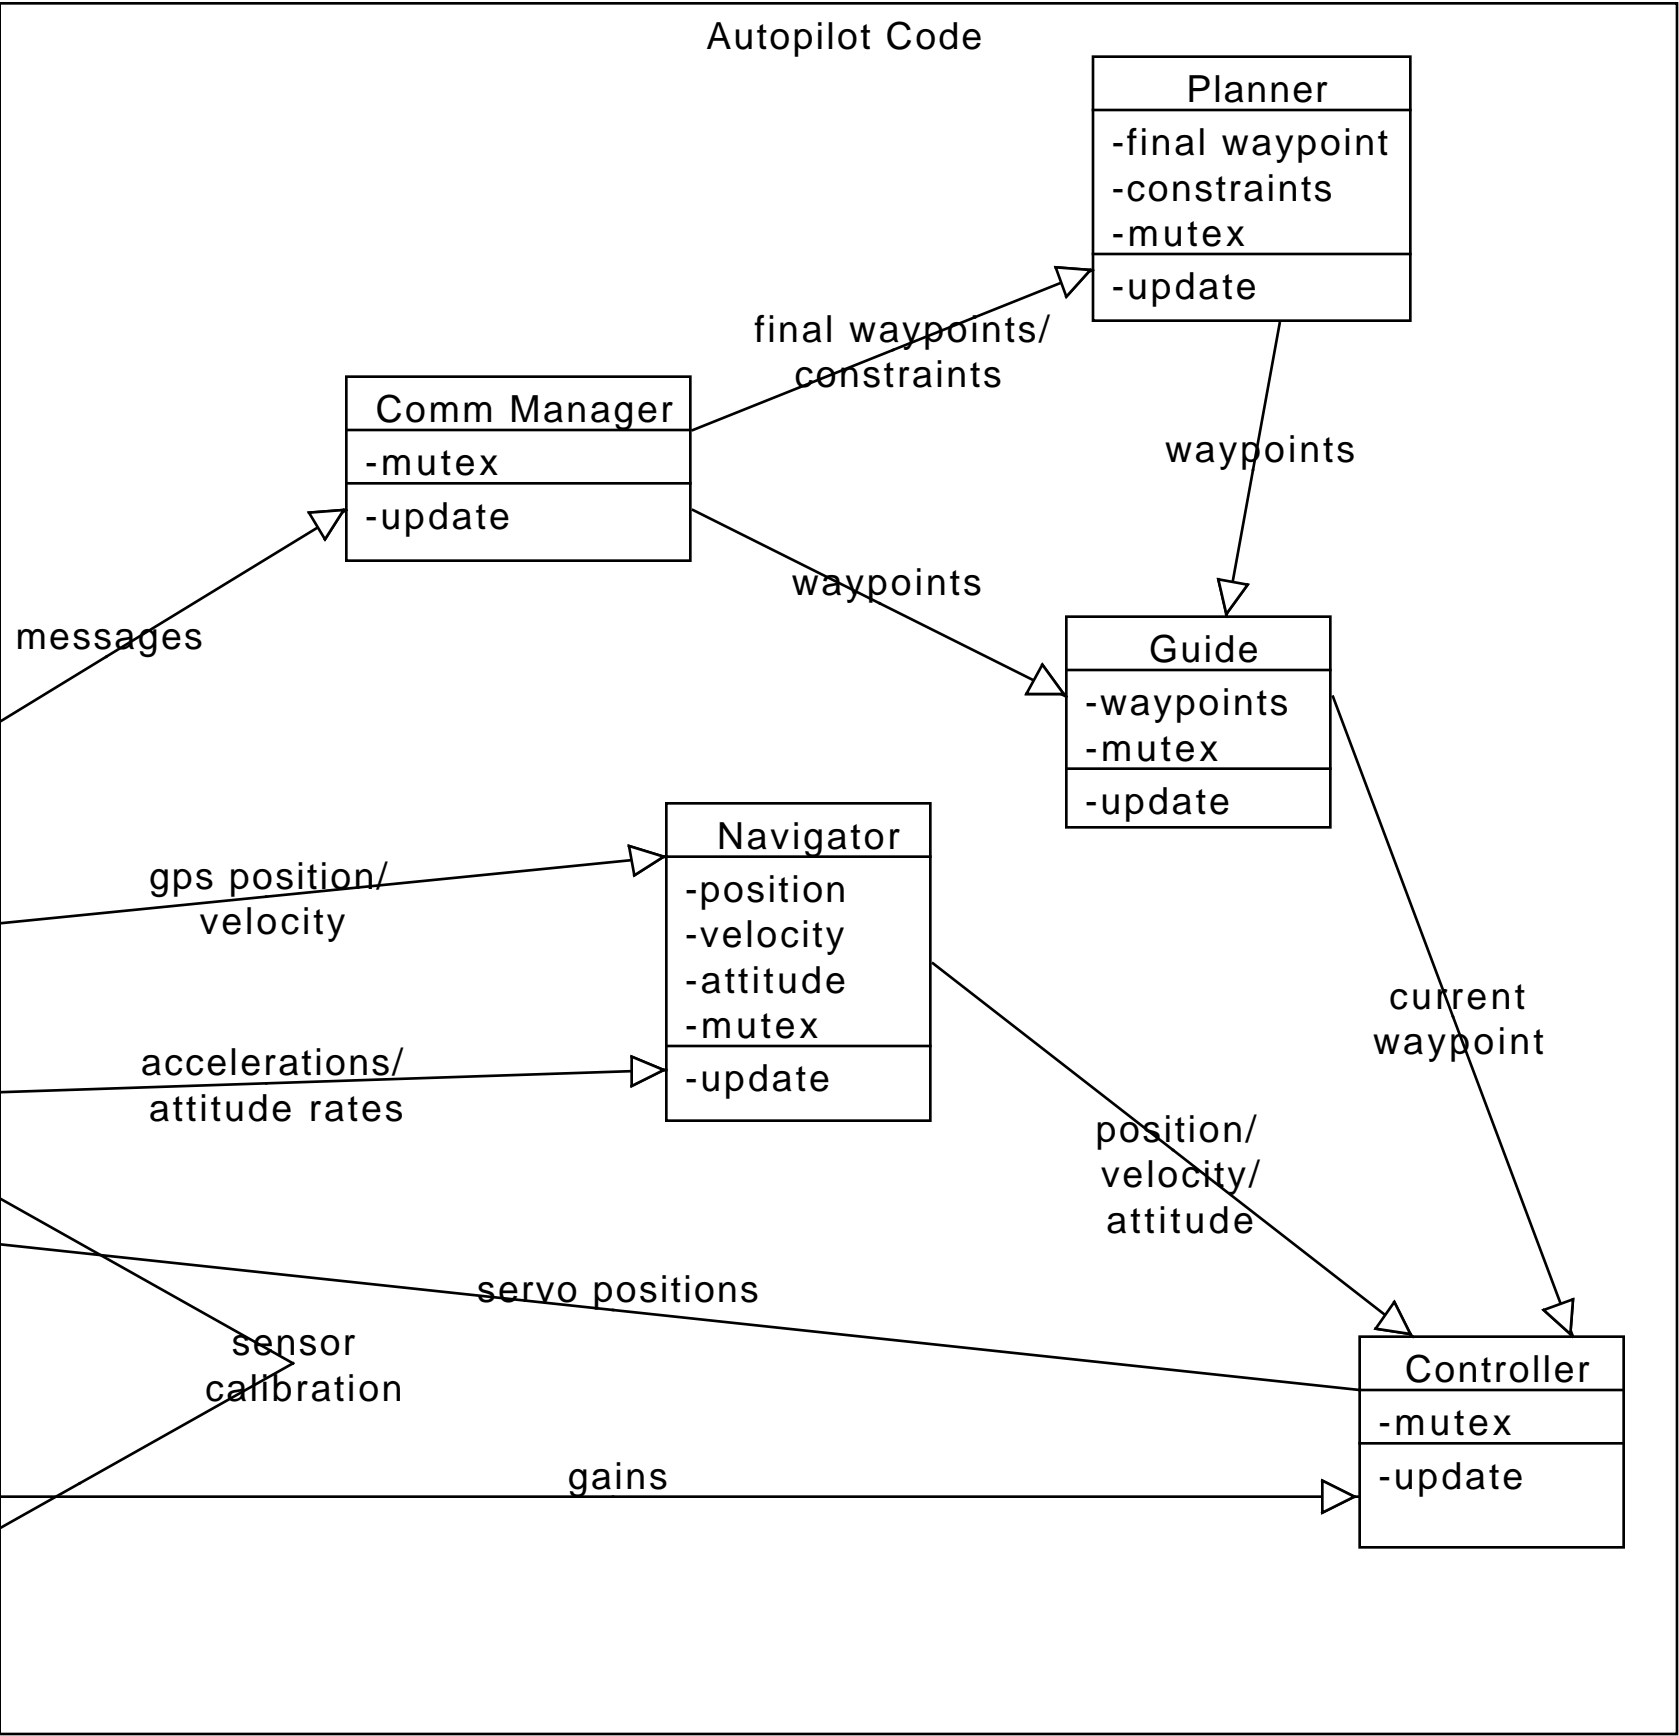 Autopilot Code
Planner
-final waypoint
-constraints
-mutex
-update
final waypoints/
constraints
Comm Manager
-mutex
-update
waypoints
waypoints
messages
Guide
-waypoints
-mutex
-update
Navigator
-position
-velocity
-attitude
-mutex
-update
gps position/
velocity
accelerations/
attitude rates
current
waypoint
position/
velocity/
attitude
servo positions
sensor
calibration
Controller
-mutex
-update
gains